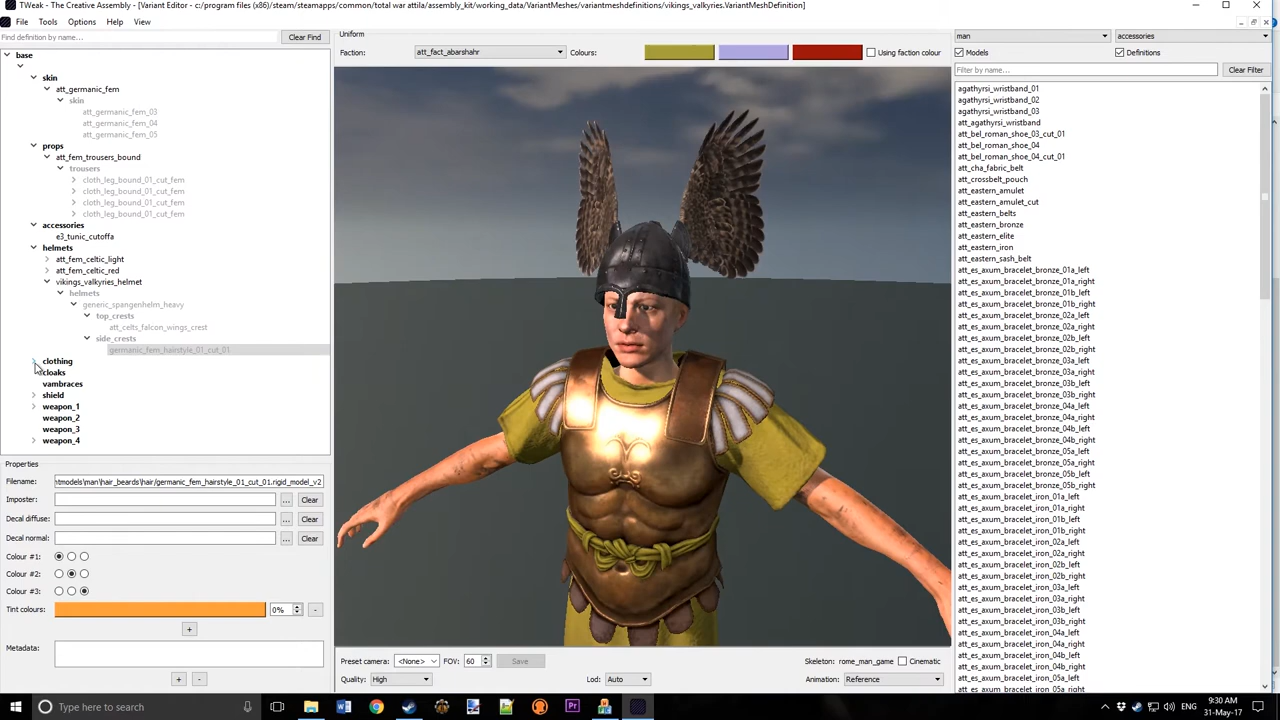 TWeak - The Creative Assembly - [Variant Editor - c:/program files (x86)/steam/steamapps/common/total war attila/assembly_kit/working_data/VariantMeshes/variantmeshdefinitions/vikings_valkyries.VariantMeshDefinition]
File Tools Options Help View
Find definition by name... Clear Find
base
skin
att_germanic_fem
skin
att_germanic_fem_03
att_germanic_fem_04
att_germanic_fem_05
props
att_fem_trousers_bound
trousers
cloth_leg_bound_01_cut_fem
cloth_leg_bound_01_cut_fem
cloth_leg_bound_01_cut_fem
cloth_leg_bound_01_cut_fem
accessories
e3_tunic_cutoffa
helmets
att_fem_celtic_light
att_fem_celtic_red
vikings_valkyries_helmet
helmets
generic_spangenhelm_heavy
top_crests
att_celts_falcon_wings_crest
side_crests
germanic_fem_hairstyle_01_cut_01
clothing
cloaks
vambraces
shield
weapon_1
weapon_2
weapon_3
weapon_4
Properties
Filename: ntmodels\man\hair_beards\hair/germanic_fem_hairstyle_01_cut_01.rigid_model_v2
Imposter: ... Clear
Decal diffuse: ... Clear
Decal normal: ... Clear
Colour #1:
Colour #2:
Colour #3:
Tint colours: 0% -
+
Metadata:
+ -
Uniform
Faction: att_fact_abarshahr Colours: Using faction colour
Preset camera: <None> FOV: 60 Save Skeleton: rome_man_game Cinematic
Quality: High Lod: Auto Animation: Reference
man accessories
Models Definitions
Filter by name... Clear Filter
agathyrsi_wristband_01
agathyrsi_wristband_02
agathyrsi_wristband_03
att_agathyrsi_wristband
att_bel_roman_shoe_03_cut_01
att_bel_roman_shoe_04
att_bel_roman_shoe_04_cut_01
att_cha_fabric_belt
att_crossbelt_pouch
att_eastern_amulet
att_eastern_amulet_cut
att_eastern_belts
att_eastern_bronze
att_eastern_elite
att_eastern_iron
att_eastern_sash_belt
att_es_axum_bracelet_bronze_01a_left
att_es_axum_bracelet_bronze_01a_right
att_es_axum_bracelet_bronze_01b_left
att_es_axum_bracelet_bronze_01b_right
att_es_axum_bracelet_bronze_02a_left
att_es_axum_bracelet_bronze_02a_right
att_es_axum_bracelet_bronze_02b_left
att_es_axum_bracelet_bronze_02b_right
att_es_axum_bracelet_bronze_03a_left
att_es_axum_bracelet_bronze_03a_right
att_es_axum_bracelet_bronze_03b_left
att_es_axum_bracelet_bronze_03b_right
att_es_axum_bracelet_bronze_04a_left
att_es_axum_bracelet_bronze_04a_right
att_es_axum_bracelet_bronze_04b_left
att_es_axum_bracelet_bronze_04b_right
att_es_axum_bracelet_bronze_05a_left
att_es_axum_bracelet_bronze_05a_right
att_es_axum_bracelet_bronze_05b_left
att_es_axum_bracelet_bronze_05b_right
att_es_axum_bracelet_iron_01a_left
att_es_axum_bracelet_iron_01a_right
att_es_axum_bracelet_iron_01b_left
att_es_axum_bracelet_iron_01b_right
att_es_axum_bracelet_iron_02a_left
att_es_axum_bracelet_iron_02a_right
att_es_axum_bracelet_iron_02b_left
att_es_axum_bracelet_iron_02b_right
att_es_axum_bracelet_iron_03a_left
att_es_axum_bracelet_iron_03a_right
att_es_axum_bracelet_iron_03b_left
att_es_axum_bracelet_iron_03b_right
att_es_axum_bracelet_iron_04a_left
att_es_axum_bracelet_iron_04a_right
att_es_axum_bracelet_iron_04b_left
att_es_axum_bracelet_iron_04b_right
att_es_axum_bracelet_iron_05a_left
att_es_axum_bracelet_iron_05a_right
Type here to search
ENG 9:30 AM
31-May-17